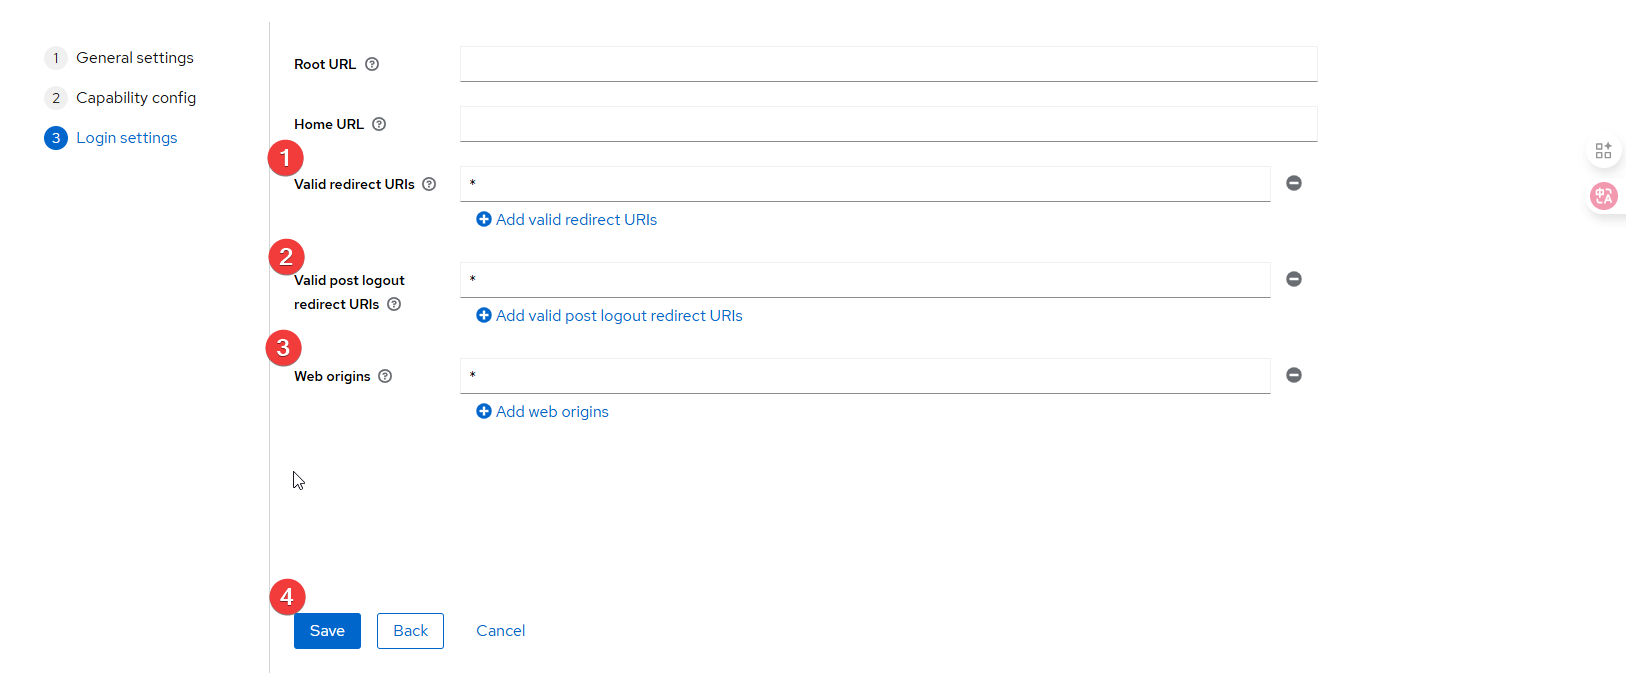 1 General settings
2 Capability config
3 Login settings
Root URL
Home URL
1
Valid redirect URIs
*
Add valid redirect URIs
2
Valid post logout
redirect URIs
*
Add valid post logout redirect URIs
3
Web origins
*
Add web origins
4
Save Back Cancel
中A